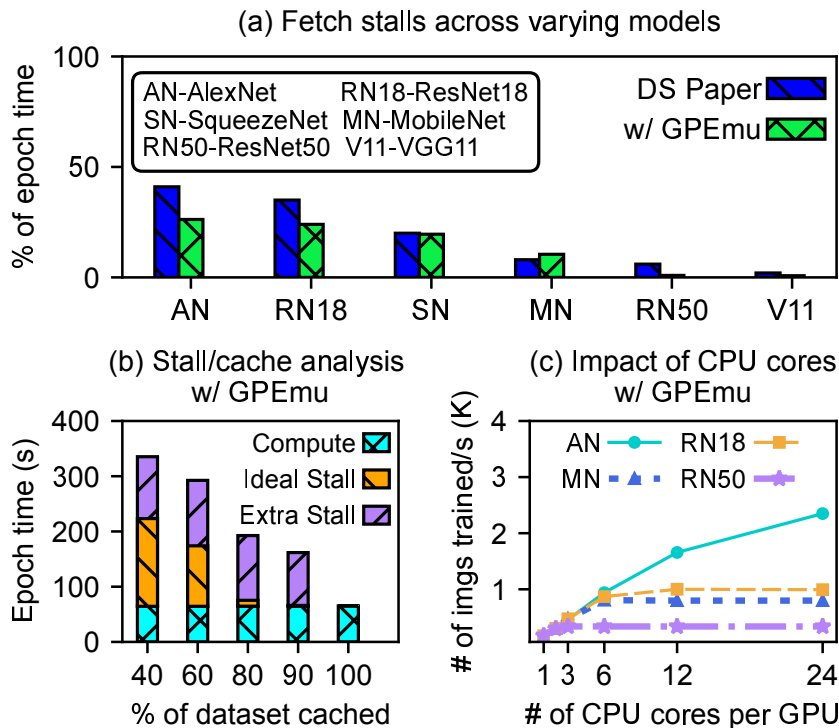 (a) Fetch stalls across varying models
% of epoch time
100
50
0
AN-AlexNet RN18-ResNet18
SN-SqueezeNet MN-MobileNet
RN50-ResNet50 V11-VGG11
DS Paper
w/ GPEmu
AN RN18 SN MN RN50 V11
(b) Stall/cache analysis
w/ GPEmu
Epoch time (s)
400
300
200
100
0
Compute
Ideal Stall
Extra Stall
40 60 80 90 100
% of dataset cached
(c) Impact of CPU cores
w/ GPEmu
# of imgs trained/s (K)
4
1
AN RN18
MN RN50
1 3 6 12 24
# of CPU cores per GPU